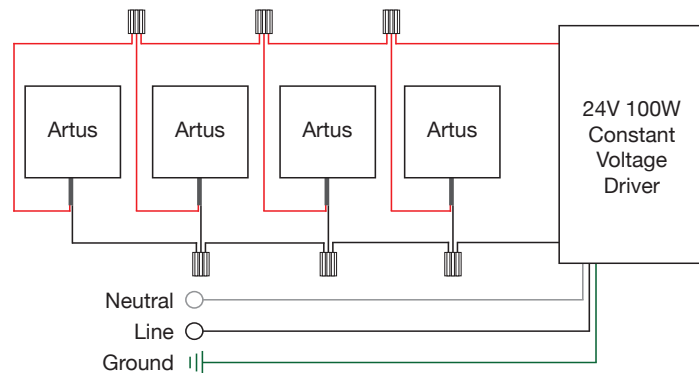 Artus
Artus
Artus
Artus
24V 100W
Constant
Voltage
Driver
Neutral
Line
Ground